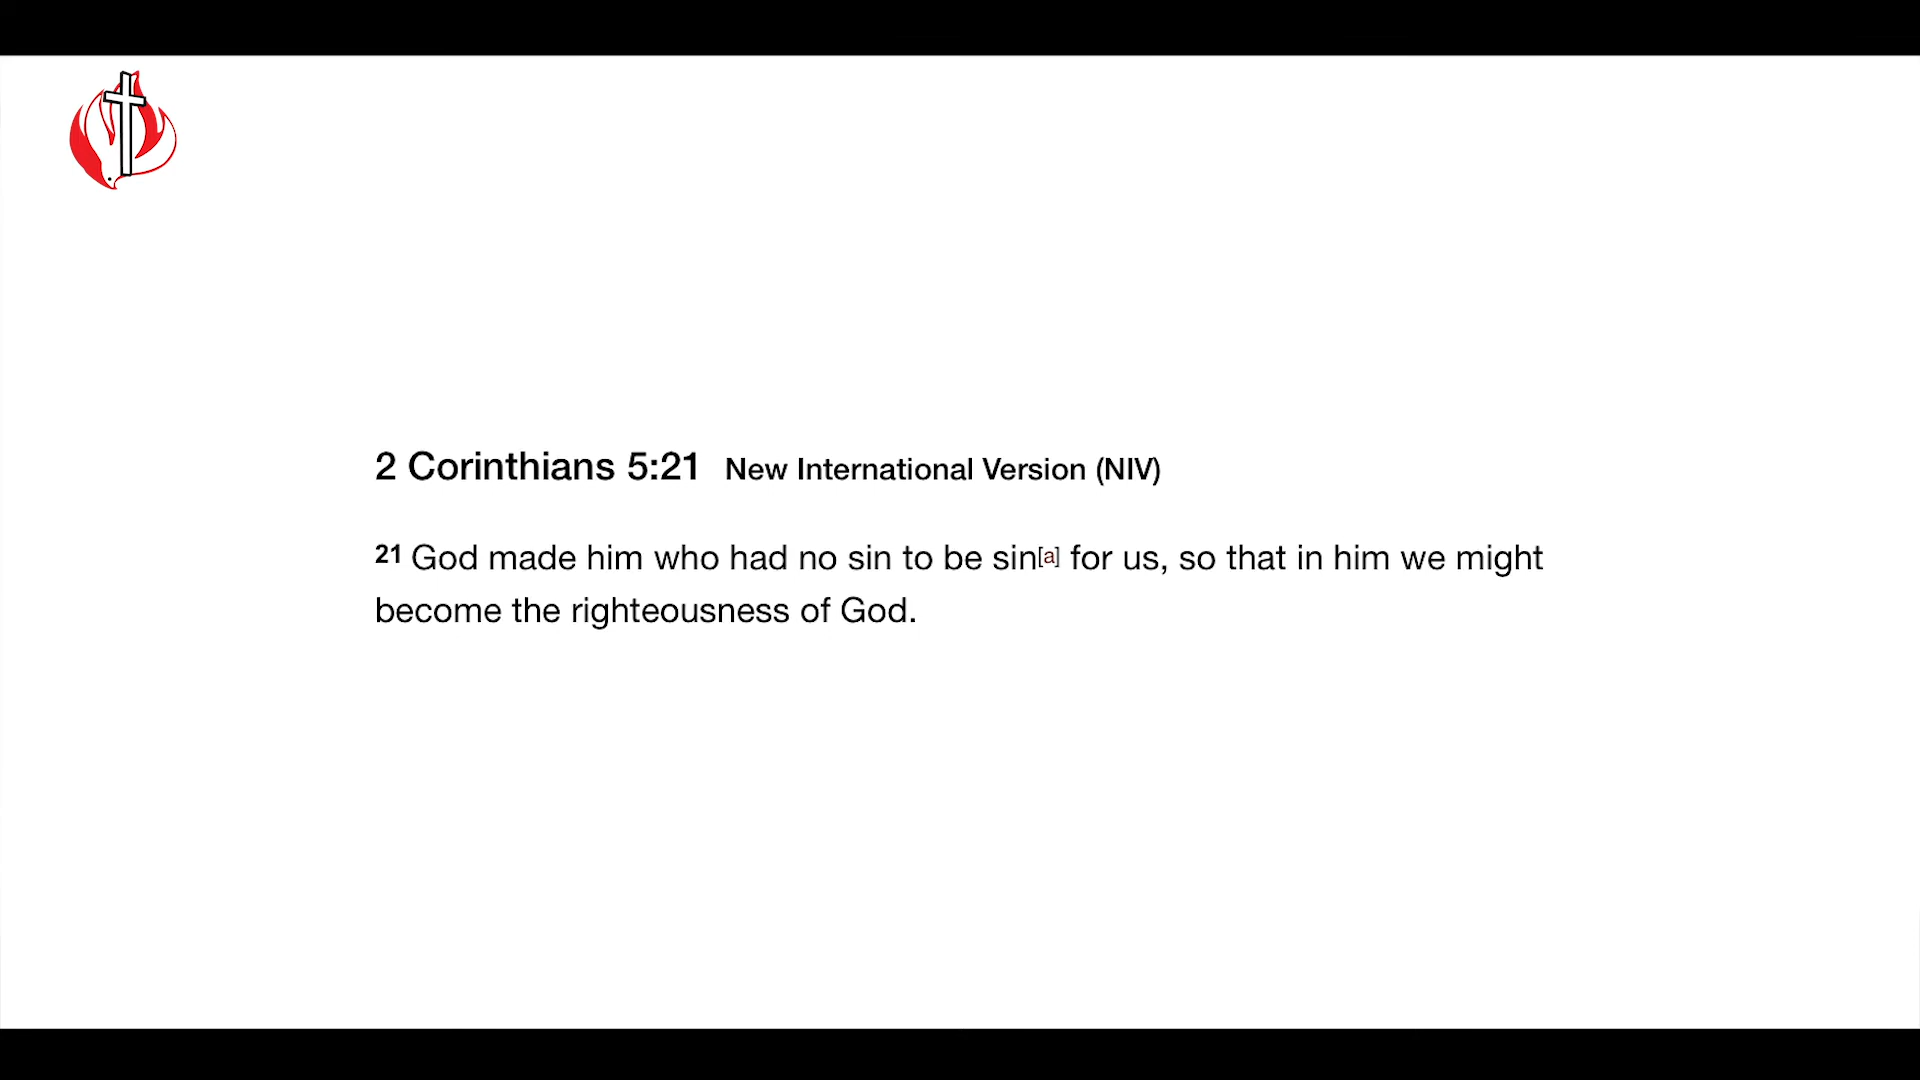 2 Corinthians 5:21 New International Version (NIV)
21 God made him who had no sin to be sin[a] for us, so that in him we might
become the righteousness of God.